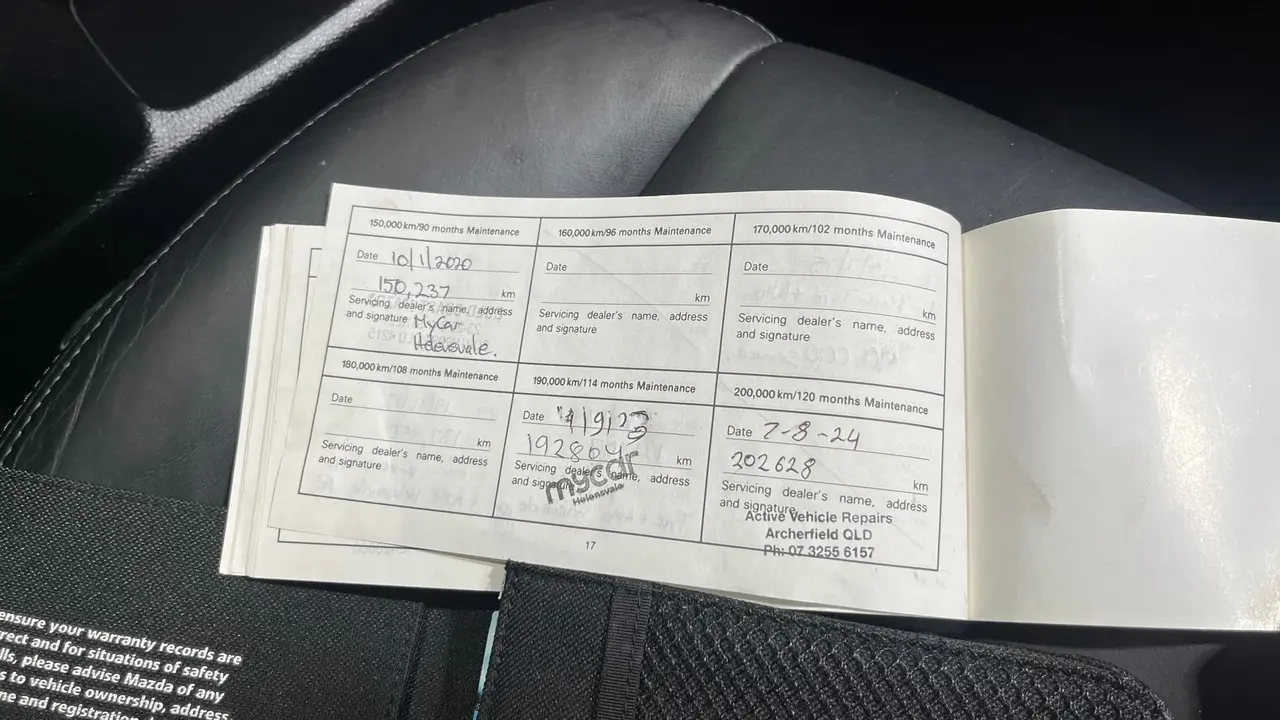 150,000 km/90 months Maintenance
Date 10/1/2020
150,237 km
Servicing dealer's name, address
and signature MyCar
Helensvale.
160,000 km/96 months Maintenance
Date
km
Servicing dealer's name, address
and signature
170,000 km/102 months Maintenance
Date
km
Servicing dealer's name, address
and signature
180,000 km/108 months Maintenance
Date
km
Servicing dealer's name, address
and signature
190,000 km/114 months Maintenance
Date
192864 km
Servicing dealer's name, address
and signature
mycar
Helensvale
200,000 km/120 months Maintenance
Date 7-8-24
202628 km
Servicing dealer's name, address
and signature
Active Vehicle Repairs
Archerfield QLD
Ph: 07 3255 6157
17
ensure your warranty records are
rect and for situations of safety
lls, please advise Mazda of any
s to vehicle ownership, address
ne and registration